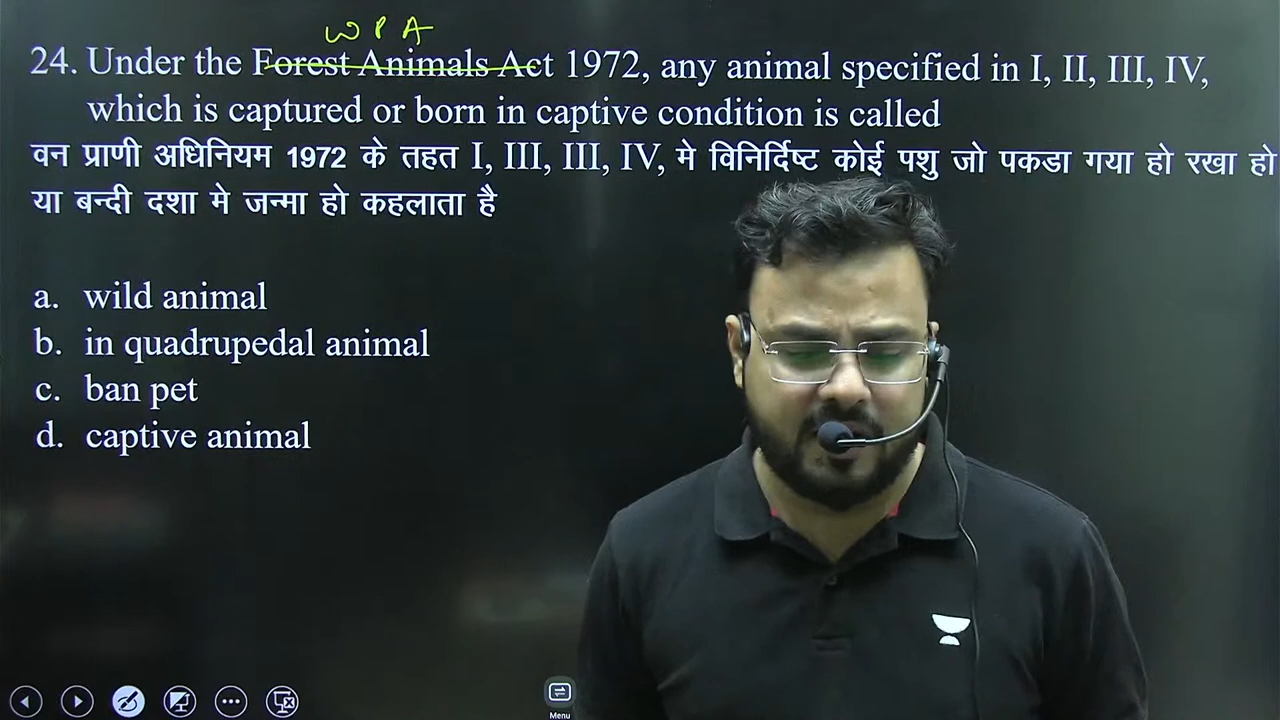 W P A
24. Under the Forest Animals Act 1972, any animal specified in I, II, III, IV,
which is captured or born in captive condition is called
वन प्राणी अधिनियम 1972 के तहत I, III, III, IV, मे विनिर्दिष्ट कोई पशु जो पकडा गया हो रखा हो
या बन्दी दशा मे जन्मा हो कहलाता है
a. wild animal
b. in quadrupedal animal
c. ban pet
d. captive animal
Menu